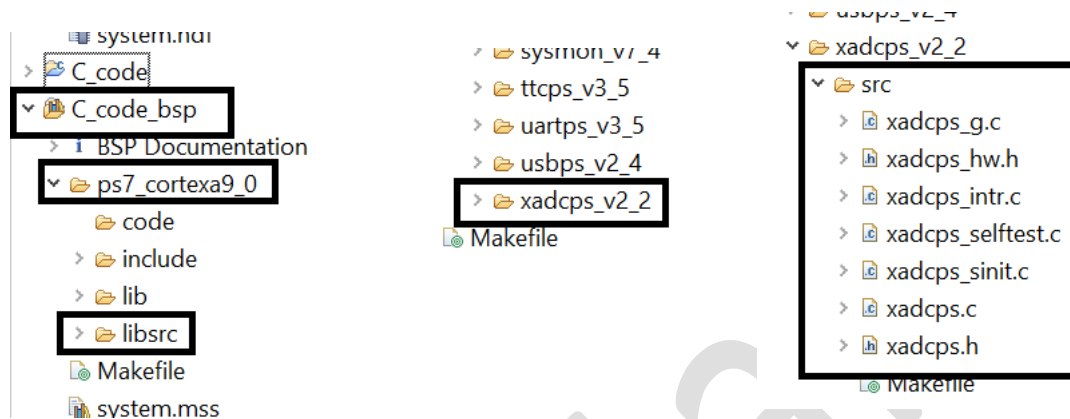 system.hdf
C_code
C_code_bsp
BSP Documentation
ps7_cortexa9_0
code
include
lib
libsrc
Makefile
system.mss
sysmon_v7_4
ttcps_v3_5
uartps_v3_5
usbps_v2_4
xadcps_v2_2
Makefile
usbps_v2_4
xadcps_v2_2
src
xadcps_g.c
xadcps_hw.h
xadcps_intr.c
xadcps_selftest.c
xadcps_sinit.c
xadcps.c
xadcps.h
Makefile